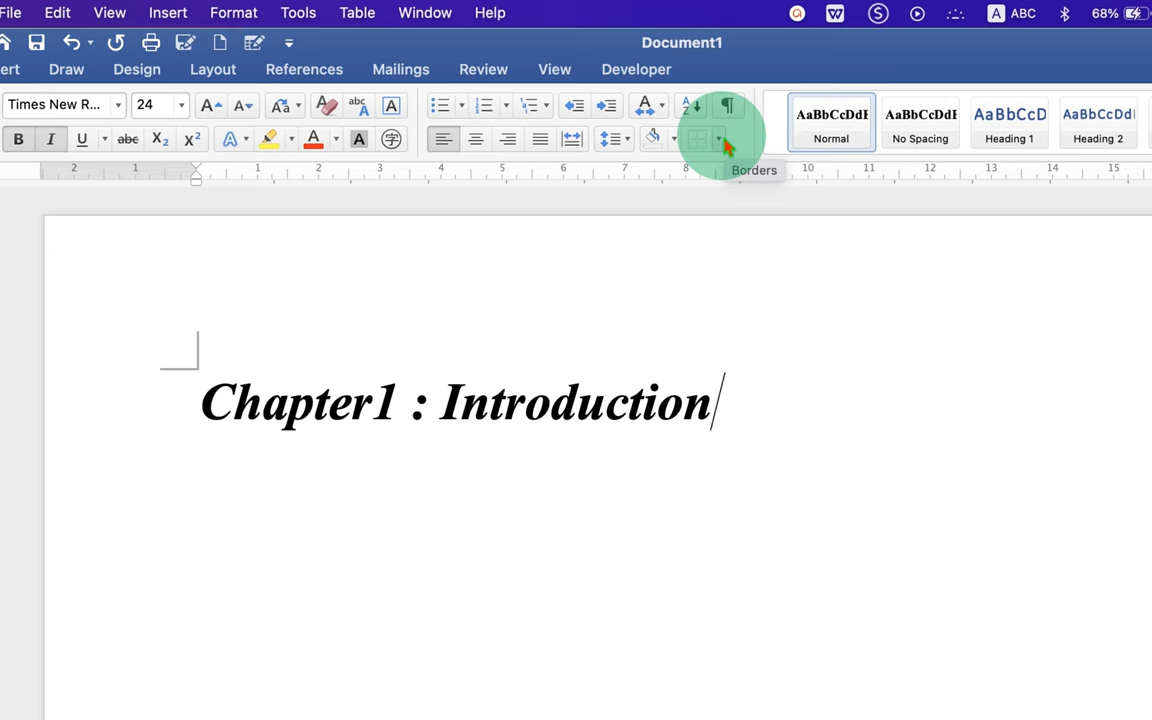 File Edit View Insert Format Tools Table Window Help A ABC 68%
Document1
ert Draw Design Layout References Mailings Review View Developer
Times New R... 24 A A Aa abc A A
B I U abc X2 X2 A A A 字 A A Z ¶
AaBbCcDdE AaBbCcDdE AaBbCcD AaBbCcDdI
Normal No Spacing Heading 1 Heading 2
2 1 1 2 3 4 5 6 7 8 10 11 12 13 14 15
Borders
Chapter1 : Introduction